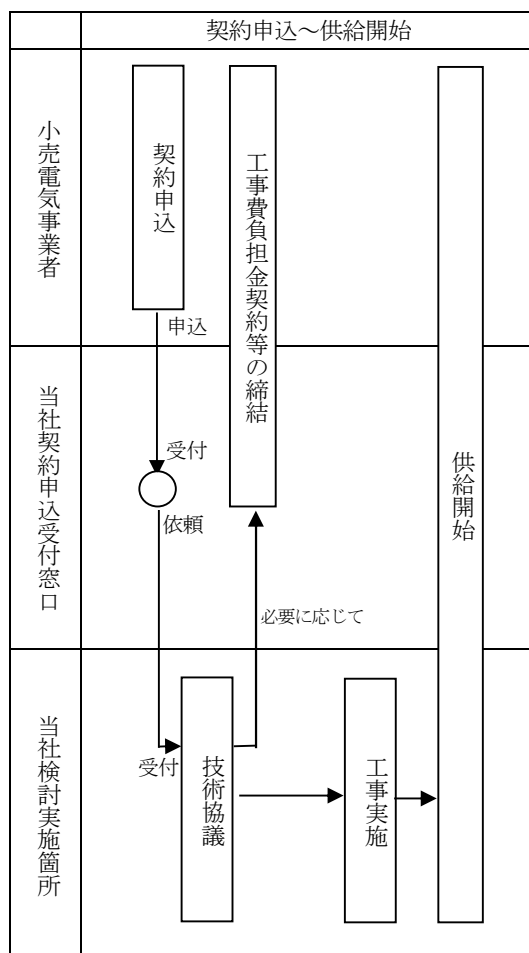 契約申込～供給開始
小売電気事業者
契約申込
工事費負担金契約等の締結
供給開始
申込
当社契約申込受付窓口
受付
依頼
必要に応じて
当社検討実施箇所
受付
技術協議
工事実施